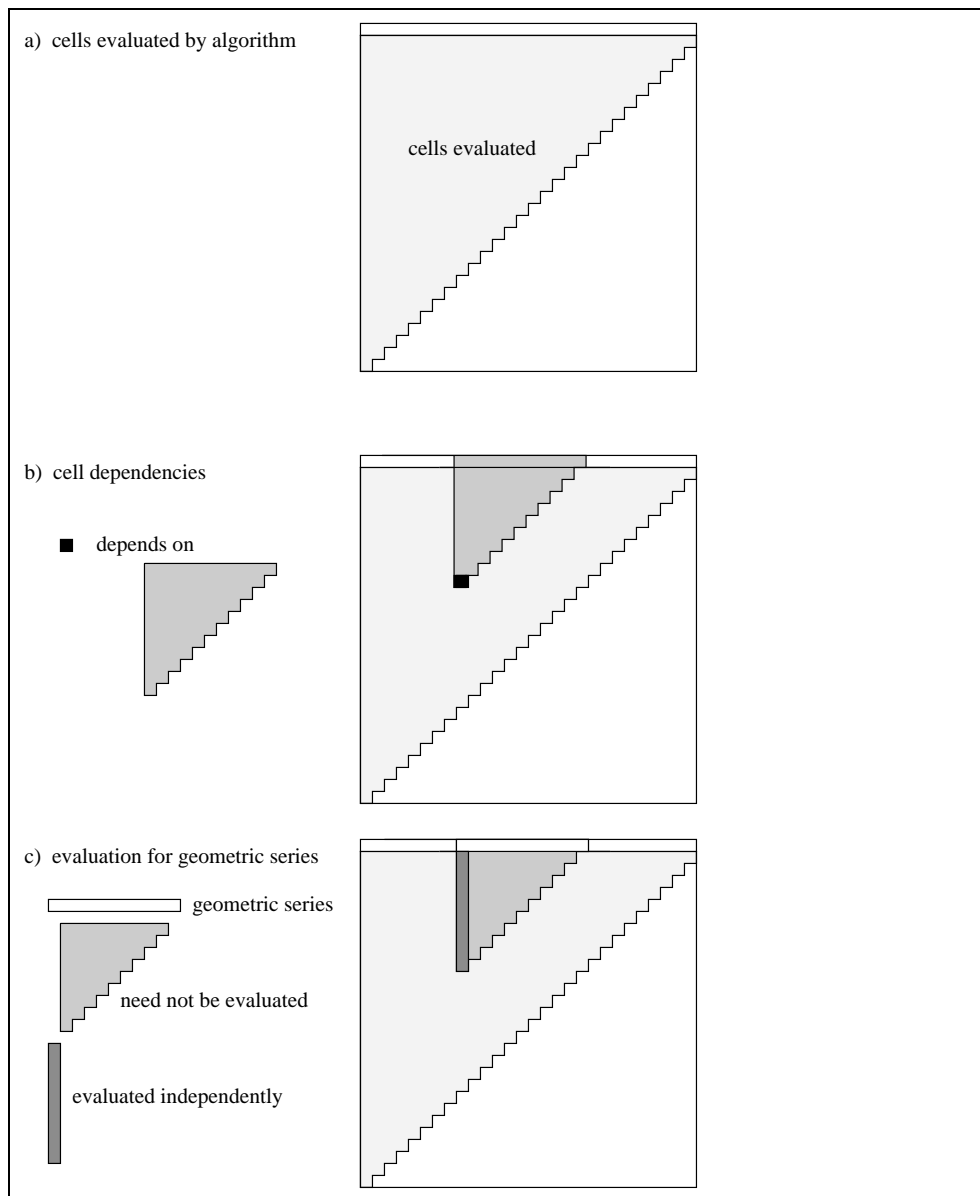 a) cells evaluated by algorithm
cells evaluated
b) cell dependencies
depends on
c) evaluation for geometric series
geometric series
need not be evaluated
evaluated independently